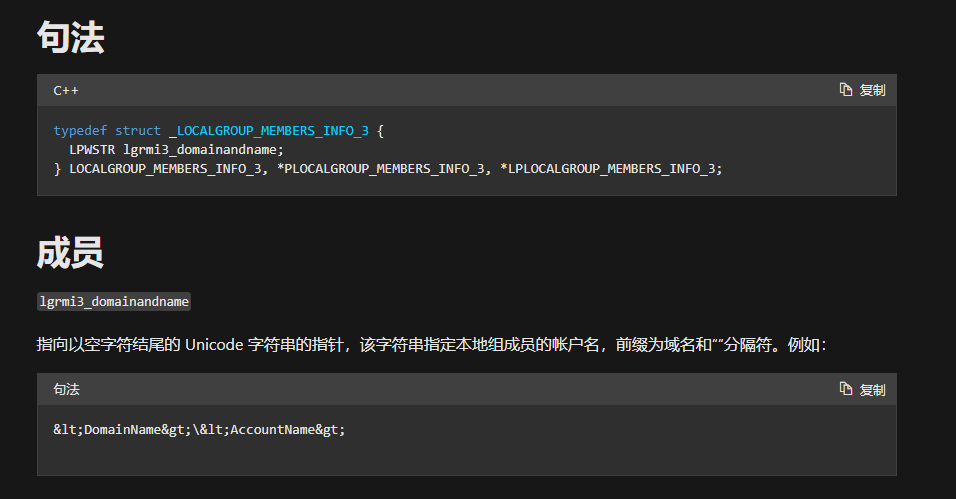 句法
C++ 复制
typedef struct _LOCALGROUP_MEMBERS_INFO_3 {
  LPWSTR lgrmi3_domainandname;
} LOCALGROUP_MEMBERS_INFO_3, *PLOCALGROUP_MEMBERS_INFO_3, *LPLOCALGROUP_MEMBERS_INFO_3;
成员
lgrmi3_domainandname
指向以空字符结尾的 Unicode 字符串的指针，该字符串指定本地组成员的帐户名，前缀为域名和“”分隔符。例如：
句法 复制
&lt;DomainName&gt;\&lt;AccountName&gt;